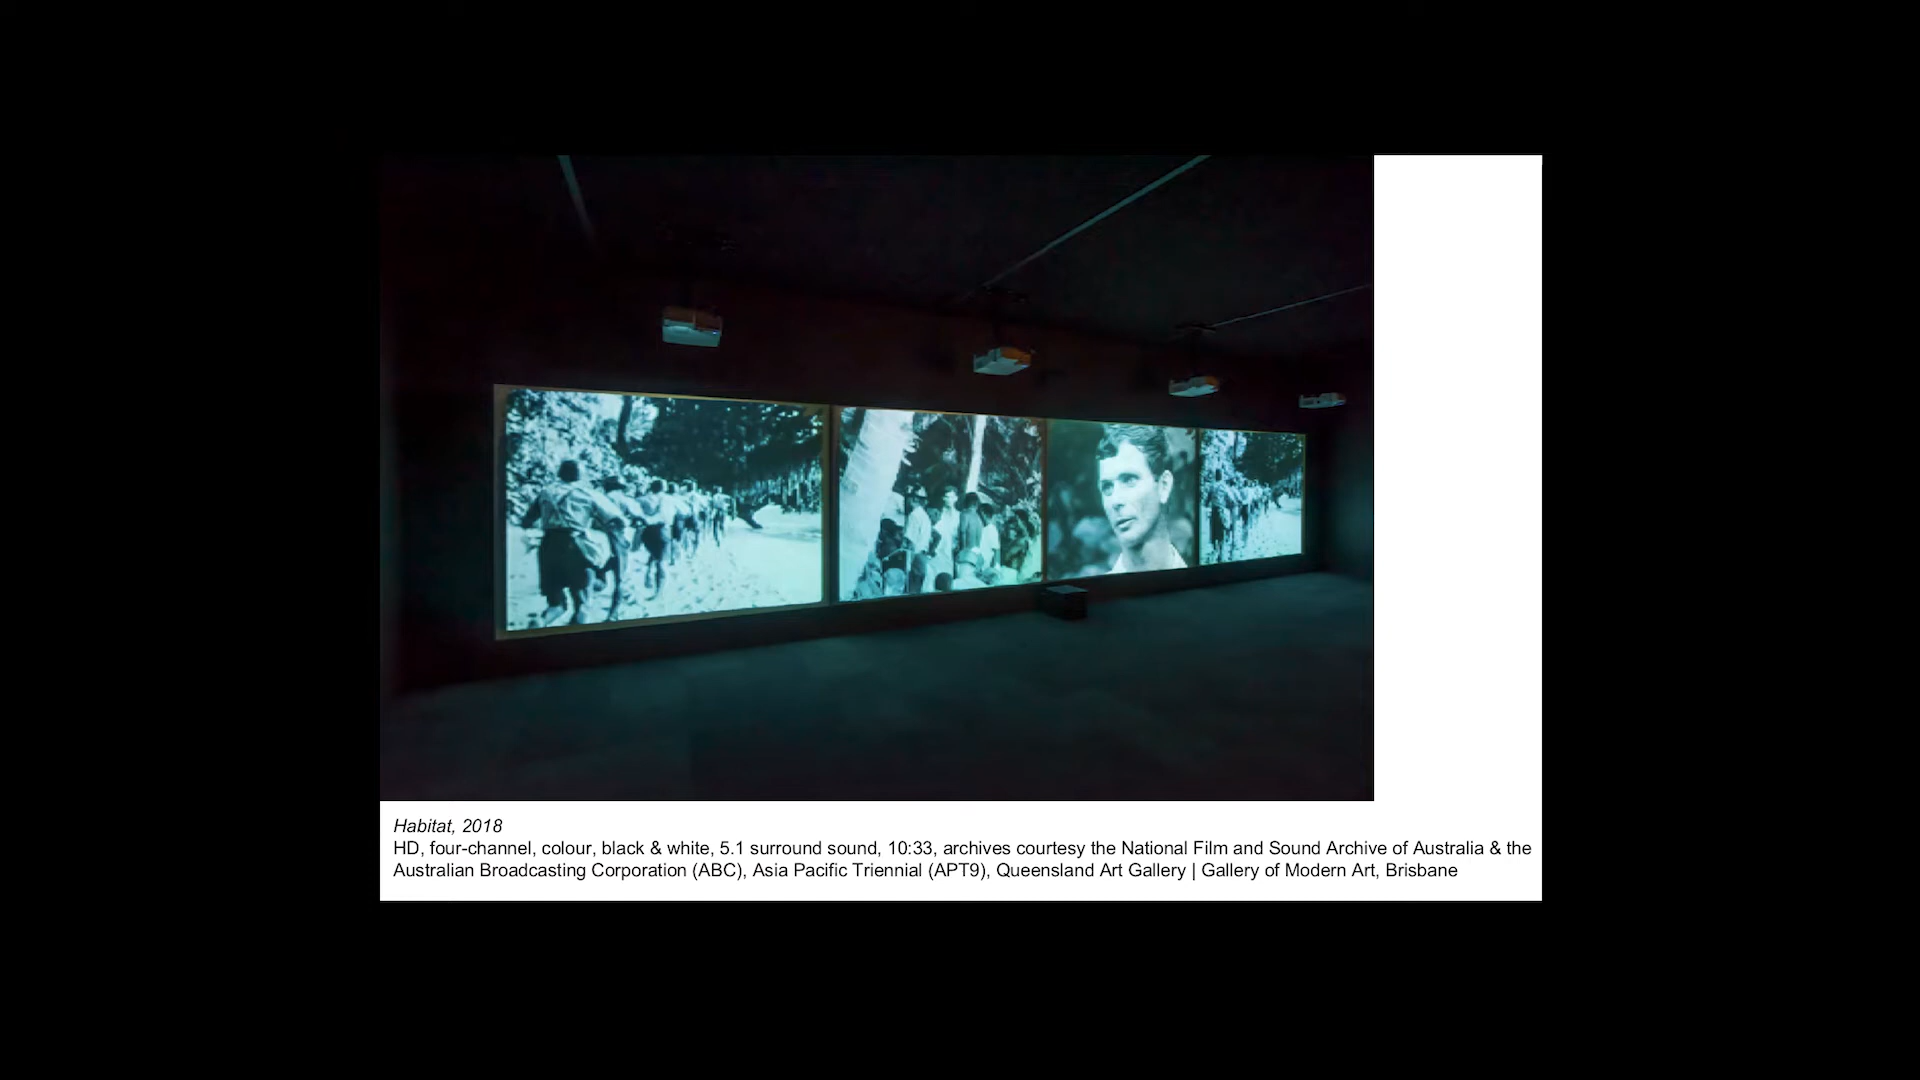 Habitat, 2018
HD, four-channel, colour, black & white, 5.1 surround sound, 10:33, archives courtesy the National Film and Sound Archive of Australia & the
Australian Broadcasting Corporation (ABC), Asia Pacific Triennial (APT9), Queensland Art Gallery | Gallery of Modern Art, Brisbane